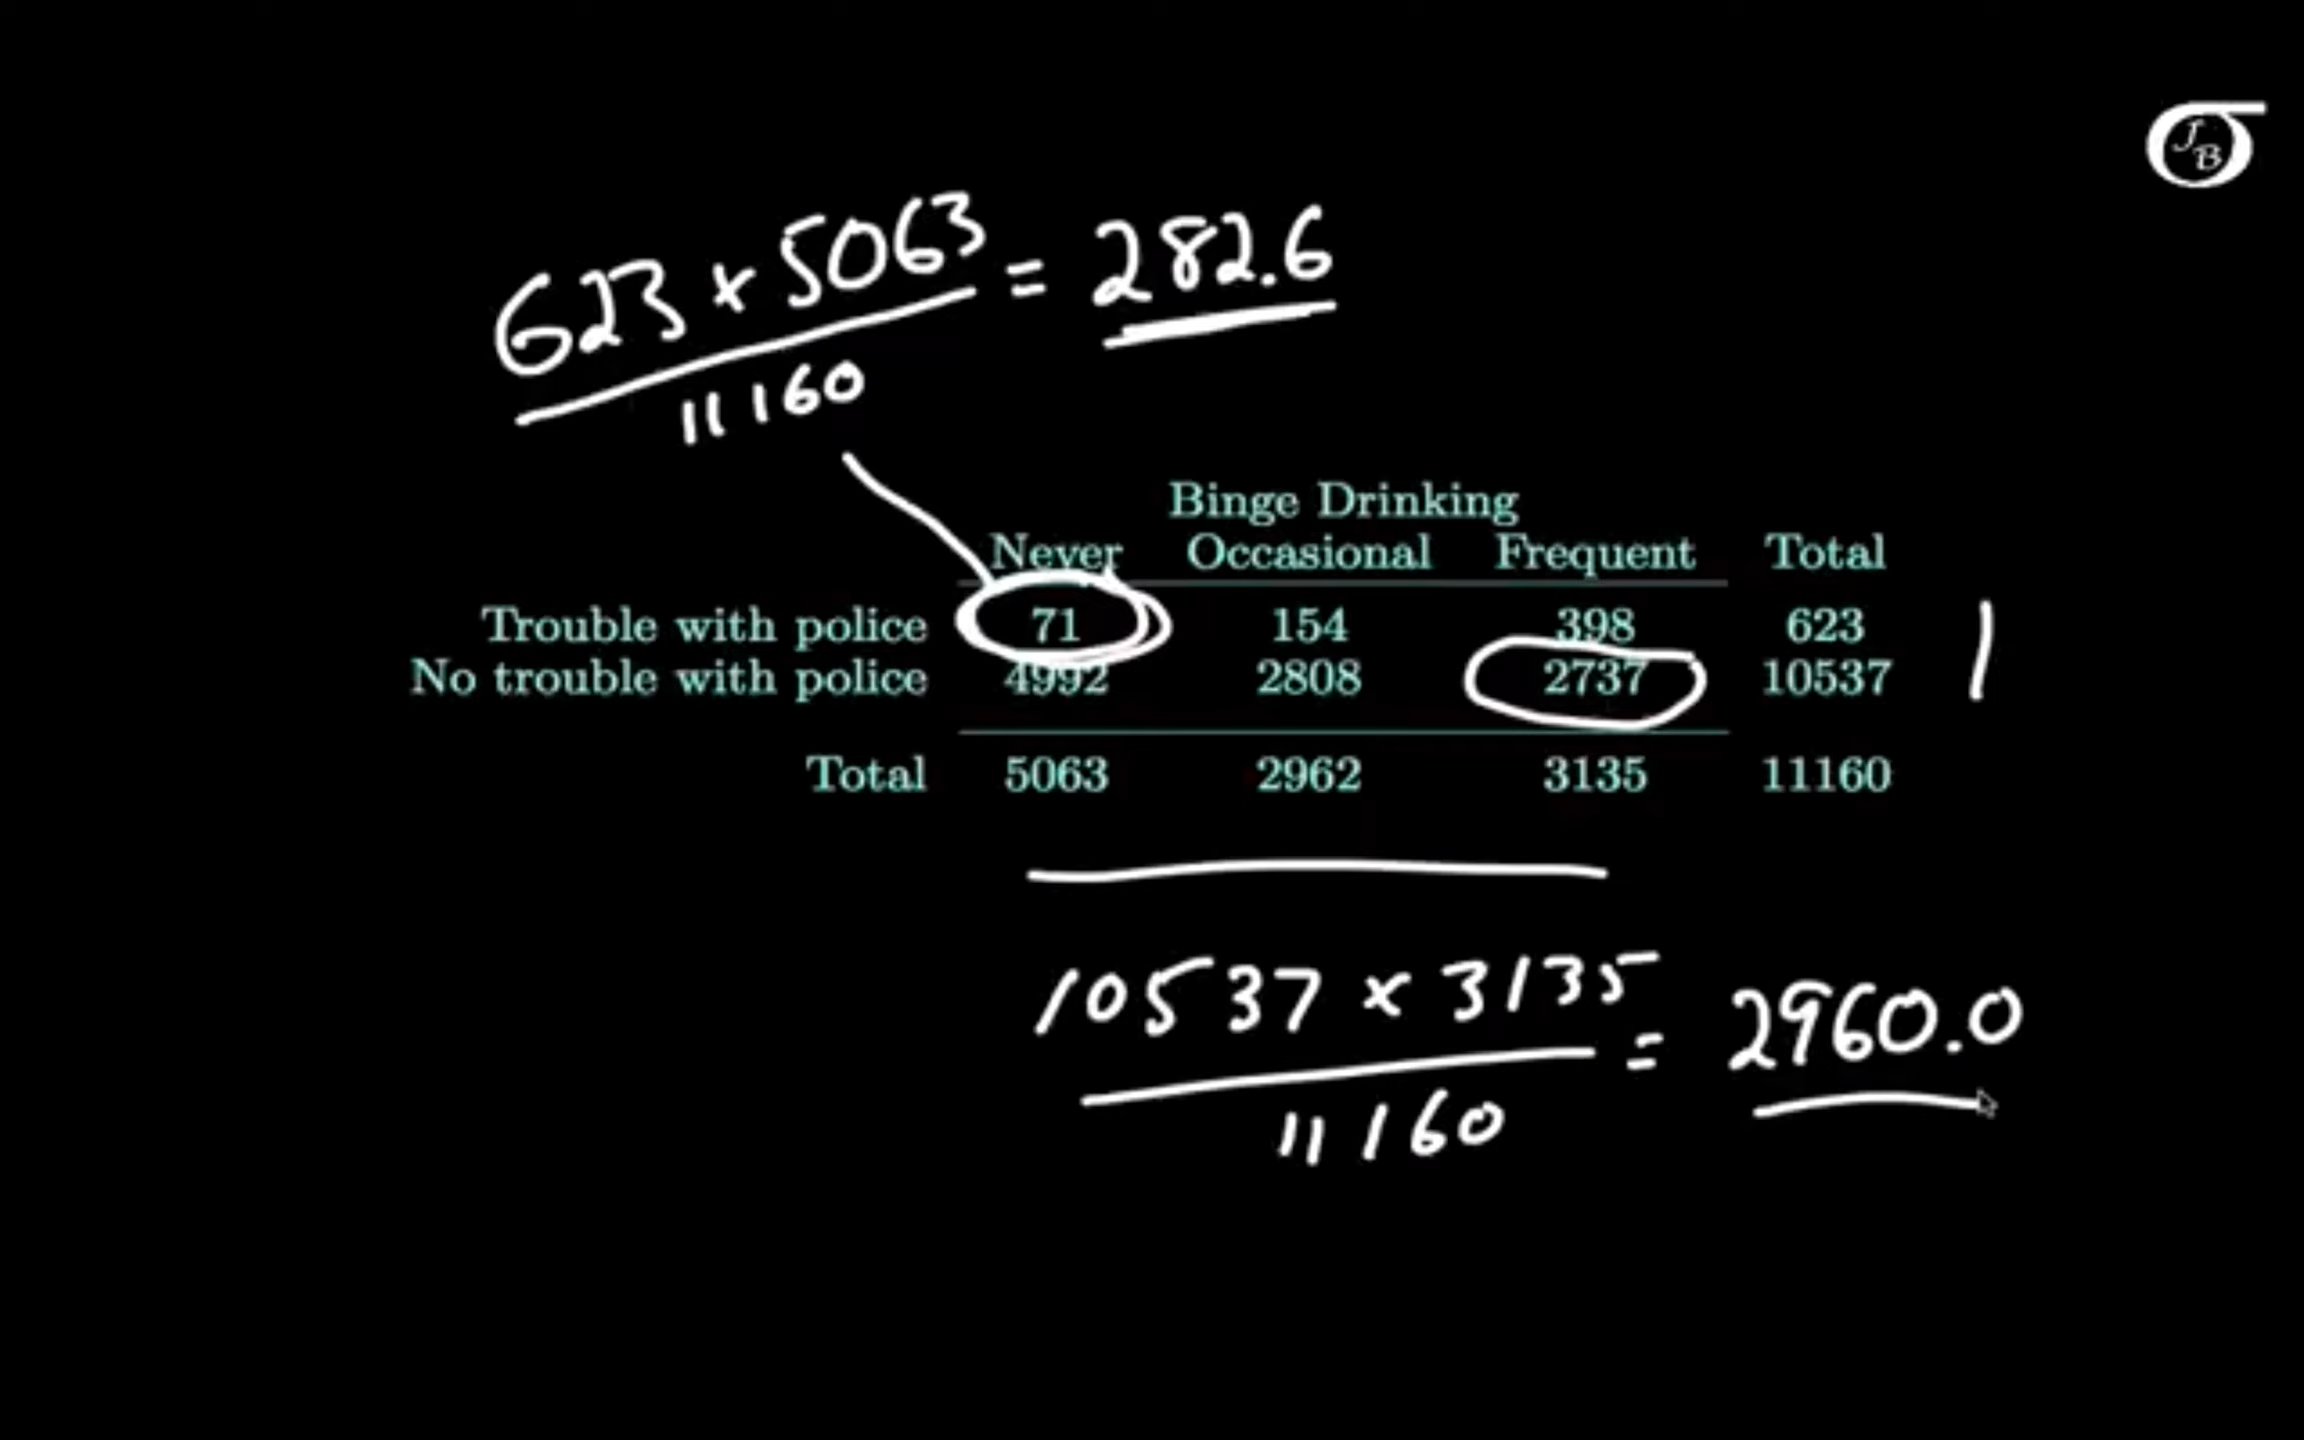 J
B
623 x 5063 = 282.6
11160
Binge Drinking
Never Occasional Frequent Total
Trouble with police 71 154 398 623
No trouble with police 4992 2808 2737 10537
Total 5063 2962 3135 11160
10537 x 3135 = 2960.0
11160